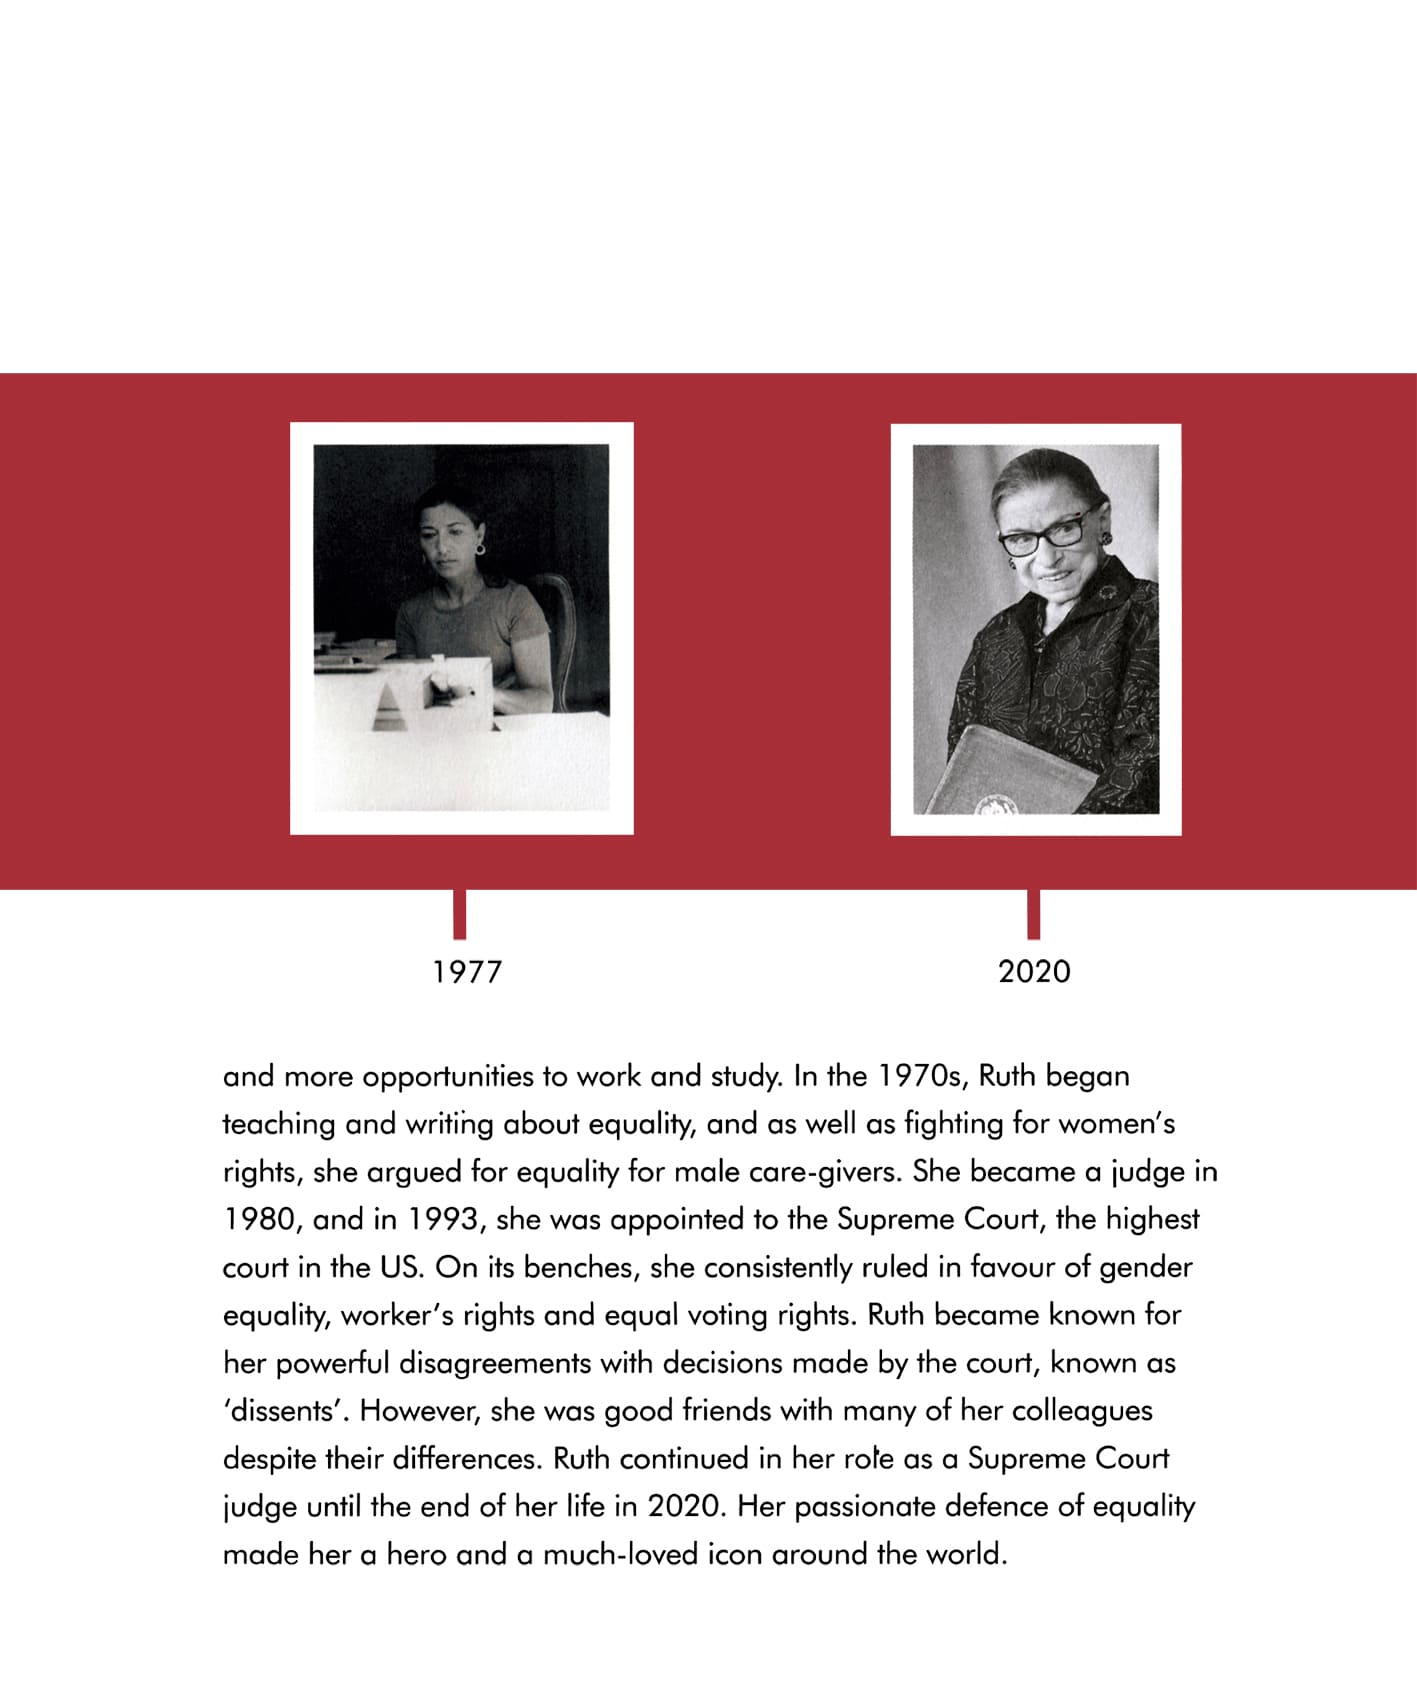 1977
2020
and more opportunities to work and study. In the 1970s, Ruth began
teaching and writing about equality, and as well as fighting for women’s
rights, she argued for equality for male care-givers. She became a judge in
1980, and in 1993, she was appointed to the Supreme Court, the highest
court in the US. On its benches, she consistently ruled in favour of gender
equality, worker’s rights and equal voting rights. Ruth became known for
her powerful disagreements with decisions made by the court, known as
‘dissents’. However, she was good friends with many of her colleagues
despite their differences. Ruth continued in her role as a Supreme Court
judge until the end of her life in 2020. Her passionate defence of equality
made her a hero and a much-loved icon around the world.